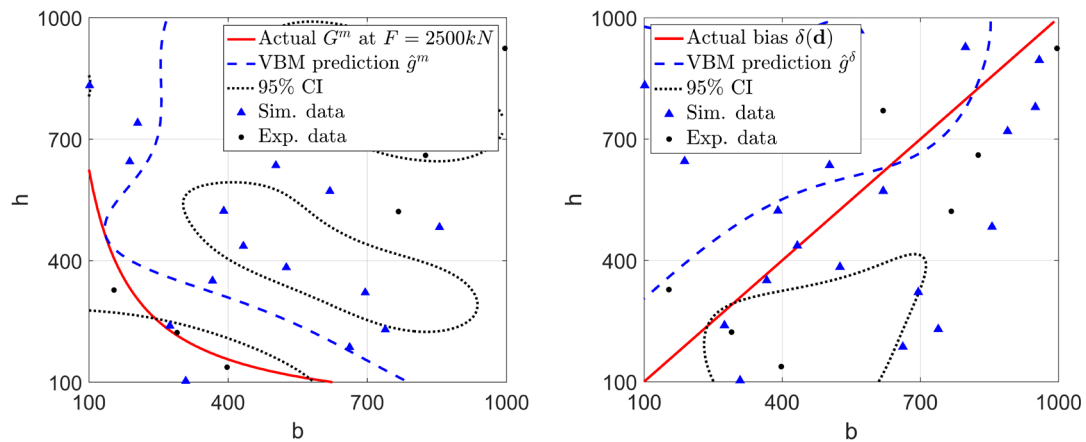 1000
700
400
100
h
100
400
700
1000
b
Actual G^m at F = 2500kN
VBM prediction ĝ^m
95% CI
Sim. data
Exp. data
1000
700
400
100
h
100
400
700
1000
b
Actual bias δ(d)
VBM prediction ĝ^δ
95% CI
Sim. data
Exp. data